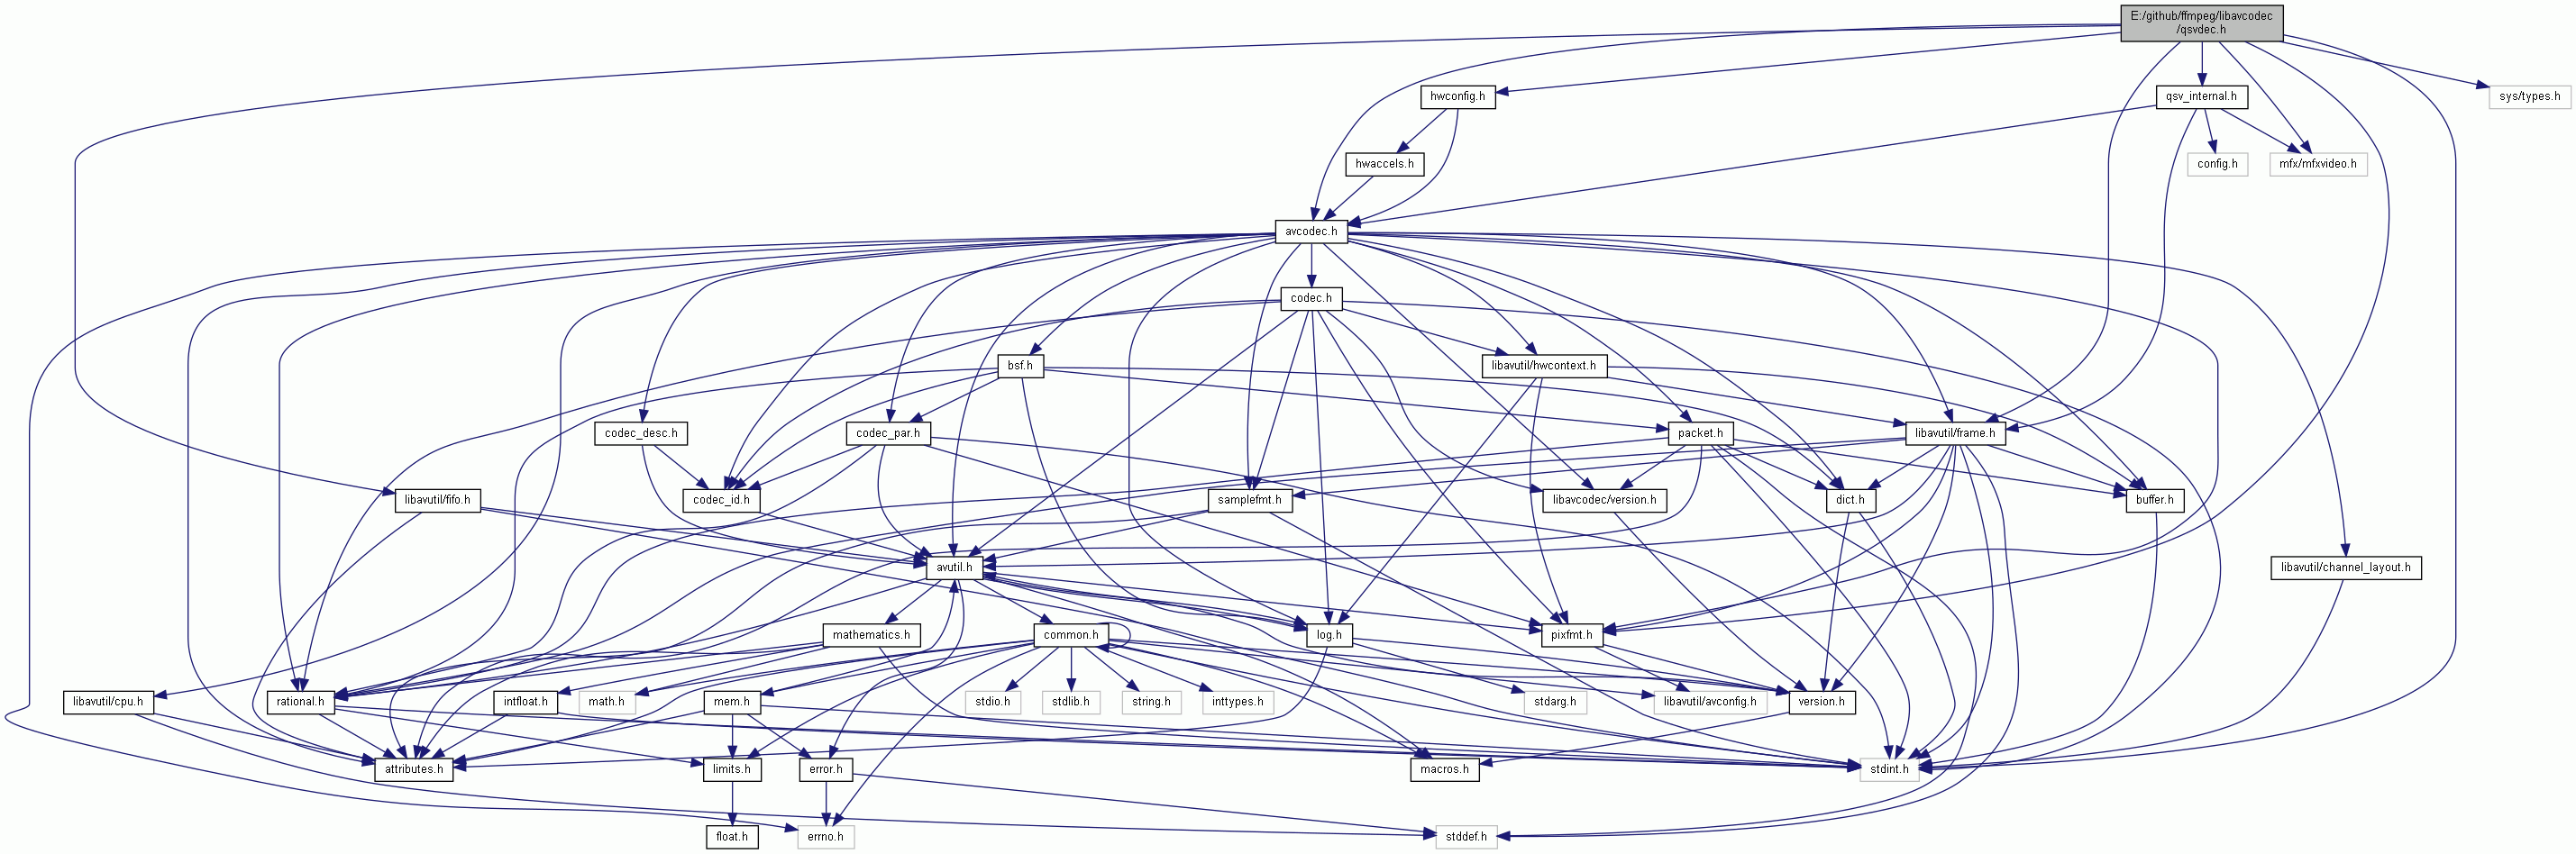 E:/github/ffmpeg/libavcodec
/qsvdec.h
hwconfig.h
qsv_internal.h
sys/types.h
hwaccels.h
config.h
mfx/mfxvideo.h
avcodec.h
codec.h
bsf.h
libavutil/hwcontext.h
codec_desc.h
codec_par.h
packet.h
libavutil/frame.h
libavutil/fifo.h
codec_id.h
samplefmt.h
libavcodec/version.h
dict.h
buffer.h
avutil.h
libavutil/channel_layout.h
mathematics.h
common.h
log.h
pixfmt.h
libavutil/cpu.h
rational.h
intfloat.h
math.h
mem.h
stdio.h
stdlib.h
string.h
inttypes.h
stdarg.h
libavutil/avconfig.h
version.h
attributes.h
limits.h
error.h
macros.h
stdint.h
float.h
errno.h
stddef.h